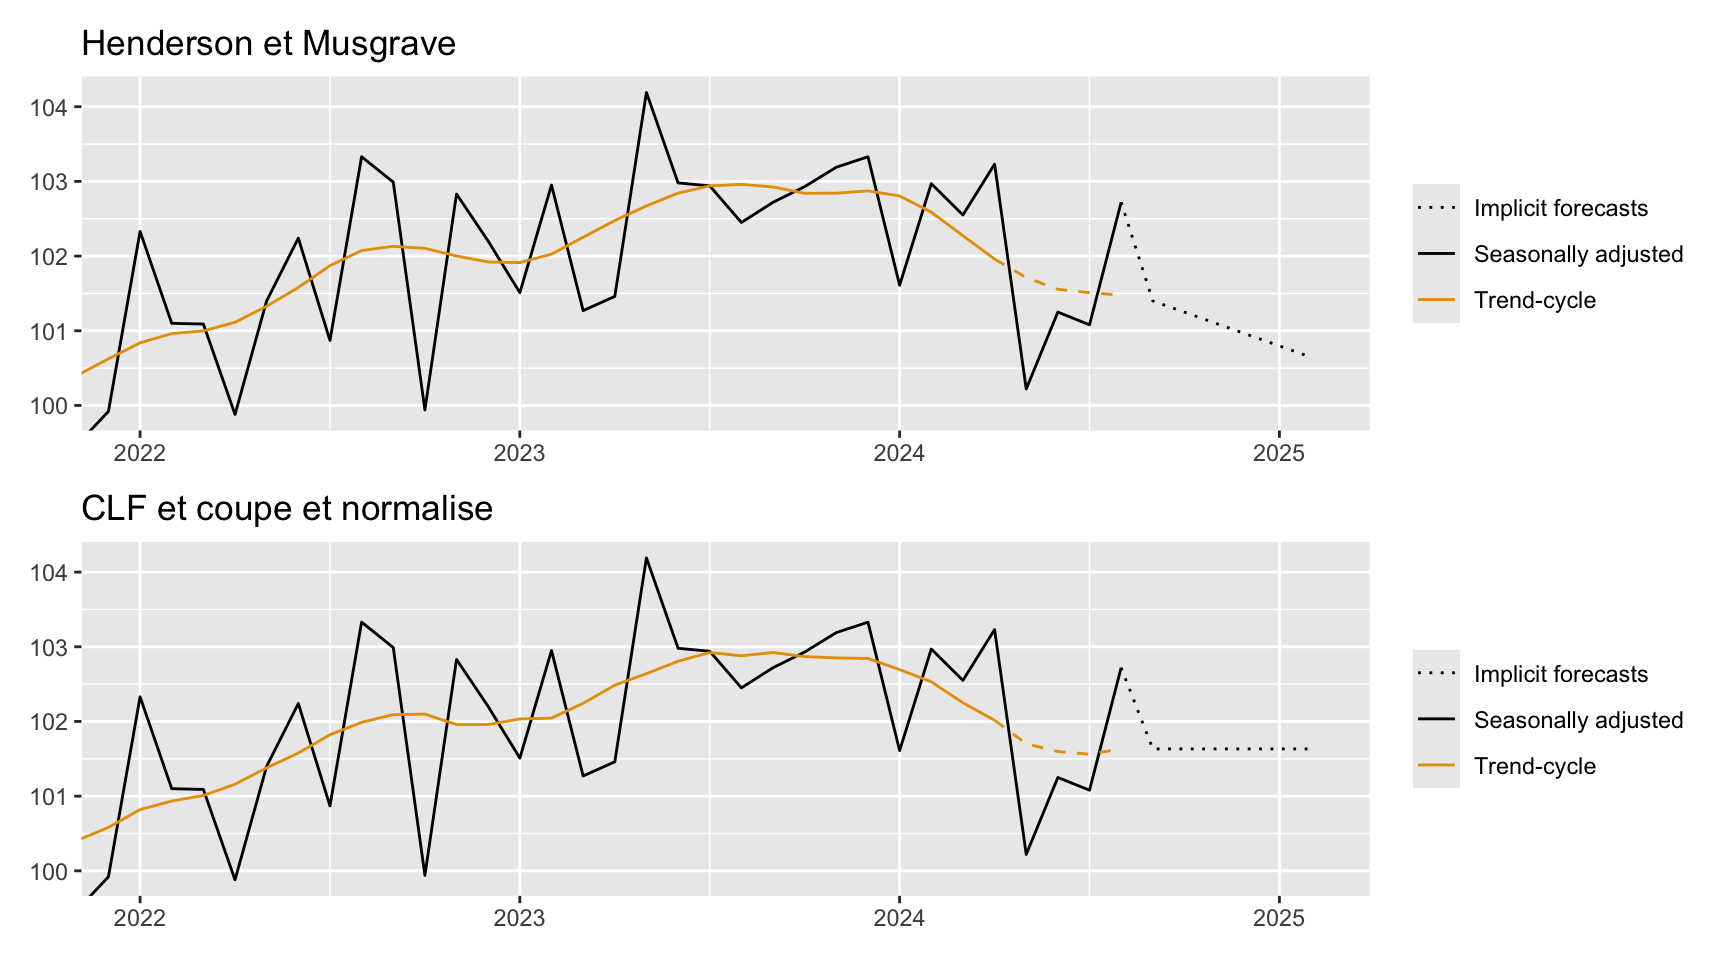 Henderson et Musgrave
104
103
102
101
100
2022 2023 2024 2025
Implicit forecasts
Seasonally adjusted
Trend-cycle
CLF et coupe et normalise
104
103
102
101
100
2022 2023 2024 2025
Implicit forecasts
Seasonally adjusted
Trend-cycle